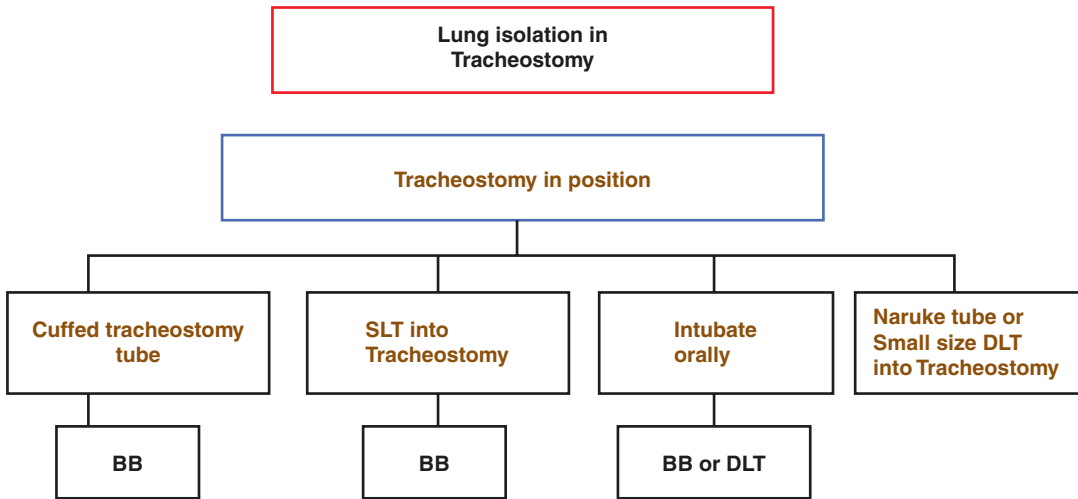 Lung isolation in
Tracheostomy
Tracheostomy in position
Cuffed tracheostomy
tube
SLT into
Tracheostomy
Intubate
orally
Naruke tube or
Small size DLT
into Tracheostomy
BB
BB
BB or DLT